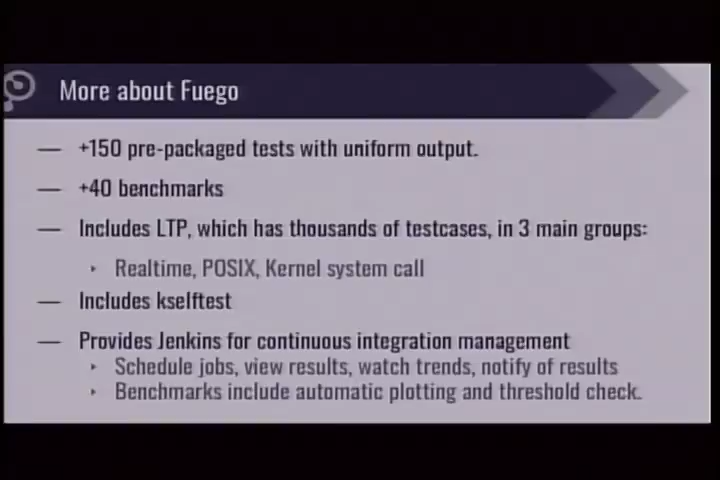 More about Fuego
— +150 pre-packaged tests with uniform output.
— +40 benchmarks
— Includes LTP, which has thousands of testcases, in 3 main groups:
‣ Realtime, POSIX, Kernel system call
— Includes kselftest
— Provides Jenkins for continuous integration management
‣ Schedule jobs, view results, watch trends, notify of results
‣ Benchmarks include automatic plotting and threshold check.